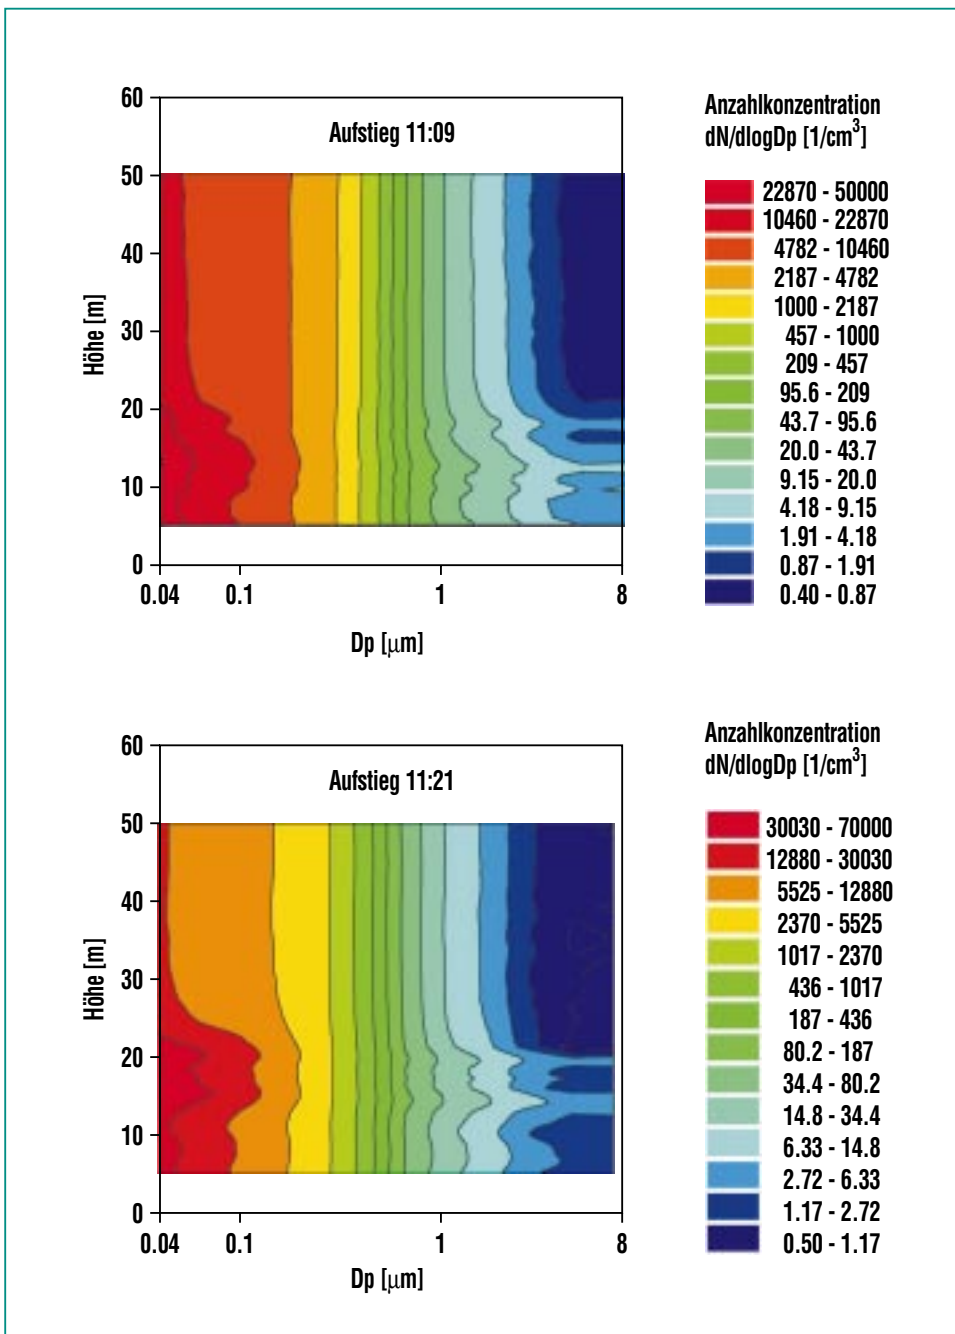 60
Aufstieg 11:09
50
40
30
20
10
0
Höhe [m]
0.04 0.1 1 8
Dp [µm]
Anzahlkonzentration
dN/dlogDp [1/cm³]
22870 - 50000
10460 - 22870
4782 - 10460
2187 - 4782
1000 - 2187
457 - 1000
209 - 457
95.6 - 209
43.7 - 95.6
20.0 - 43.7
9.15 - 20.0
4.18 - 9.15
1.91 - 4.18
0.87 - 1.91
0.40 - 0.87
60
Aufstieg 11:21
50
40
30
20
10
0
Höhe [m]
0.04 0.1 1 8
Dp [µm]
Anzahlkonzentration
dN/dlogDp [1/cm³]
30030 - 70000
12880 - 30030
5525 - 12880
2370 - 5525
1017 - 2370
436 - 1017
187 - 436
80.2 - 187
34.4 - 80.2
14.8 - 34.4
6.33 - 14.8
2.72 - 6.33
1.17 - 2.72
0.50 - 1.17